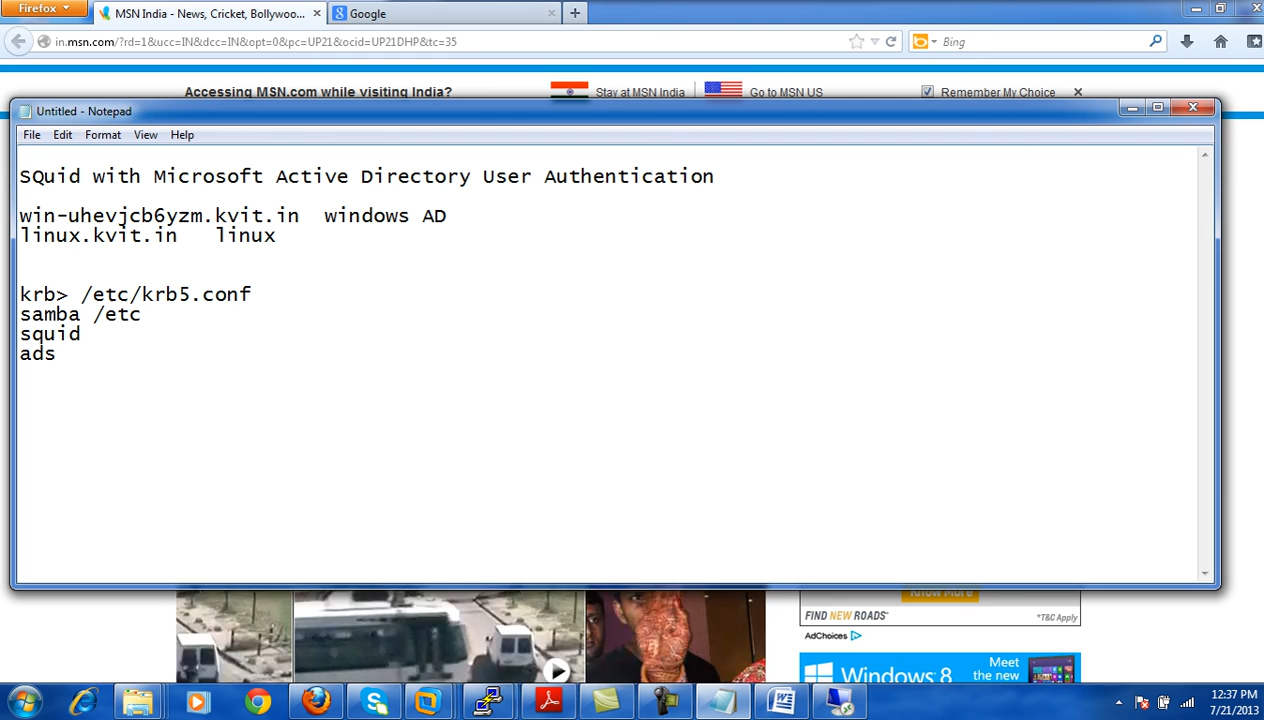 Firefox
MSN India - News, Cricket, Bollywoo...
Google
in.msn.com/?rd=1&ucc=IN&dcc=IN&opt=0&pc=UP21&ocid=UP21DHP&tc=35
Bing
Accessing MSN.com while visiting India?
Stay at MSN India
Go to MSN US
Remember My Choice
Untitled - Notepad
File Edit Format View Help
SQuid with Microsoft Active Directory User Authentication
win-uhevjcb6yzm.kvit.in windows AD
linux.kvit.in linux
krb> /etc/krb5.conf
samba /etc
squid
ads
Know More
FIND NEW ROADS
*T&C Apply
AdChoices
Windows 8
Meet
the new
12:37 PM
7/21/2013